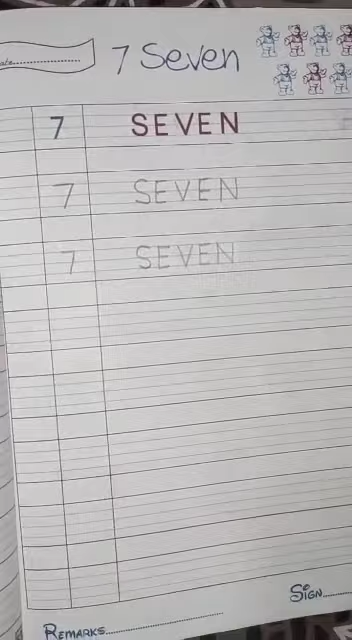 7 Seven
7 SEVEN
7 SEVEN
7 SEVEN
SIGN......
REMARKS..............................